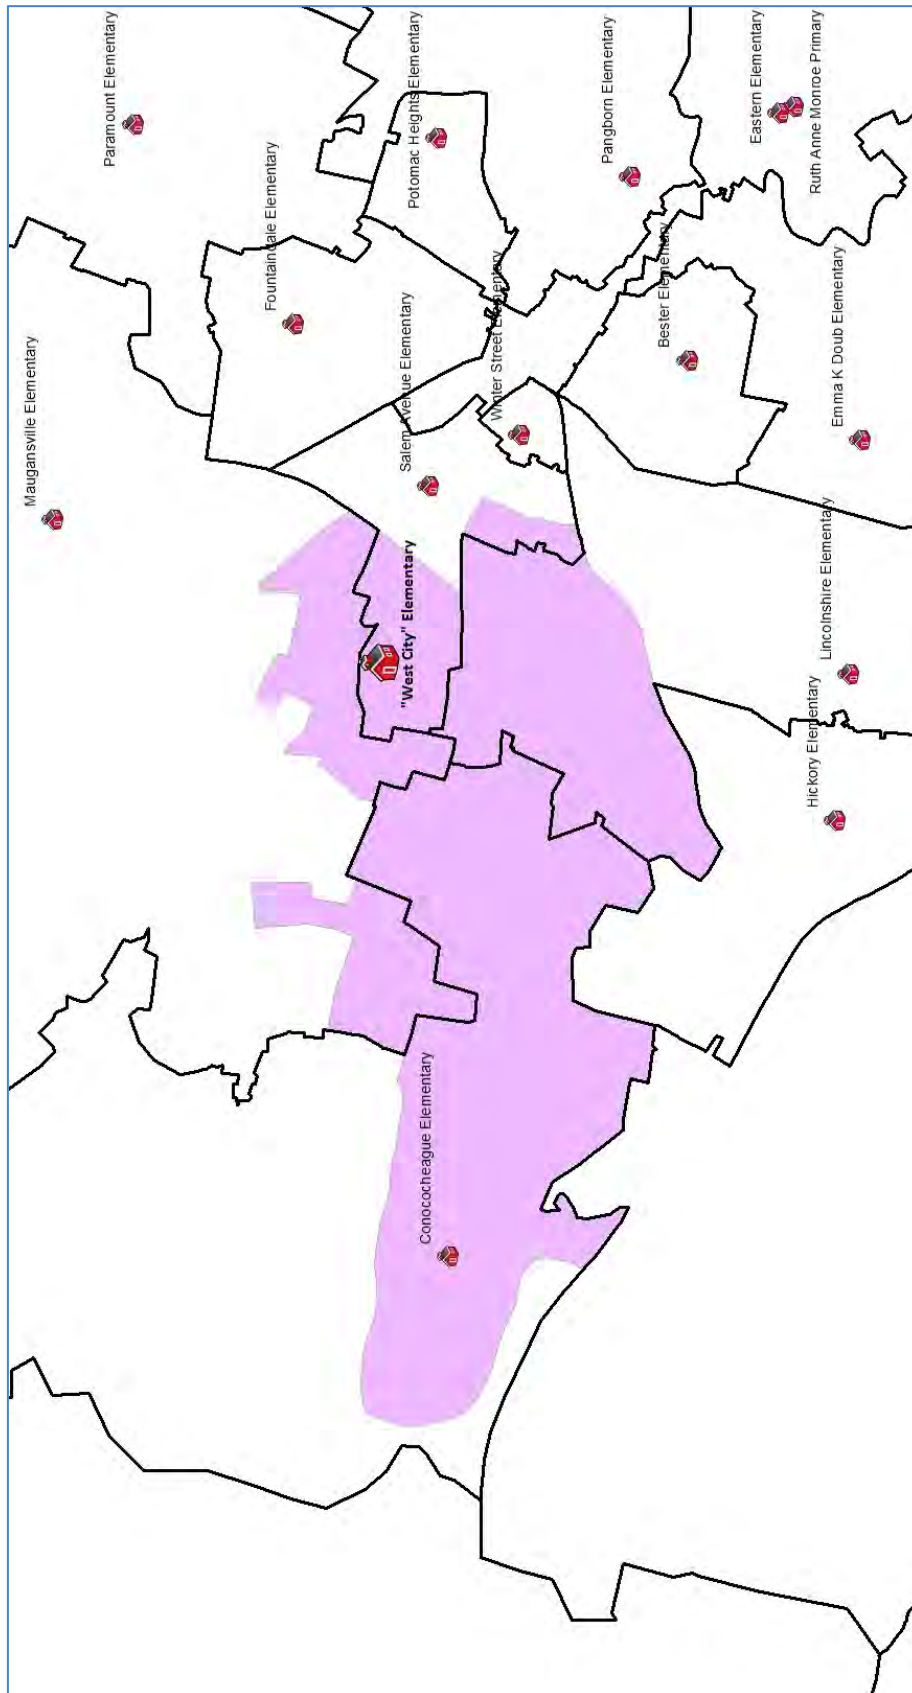 Maugansville Elementary
Paramount Elementary
Fountaindale Elementary
Salem Avenue Elementary
Potomac Heights Elementary
"West City" Elementary
Conococheague Elementary
Winter Street Elementary
Pangborn Elementary
Bester Elementary
Eastern Elementary
Ruth Anne Monroe Primary
Emma K Doub Elementary
Lincolnshire Elementary
Hickory Elementary